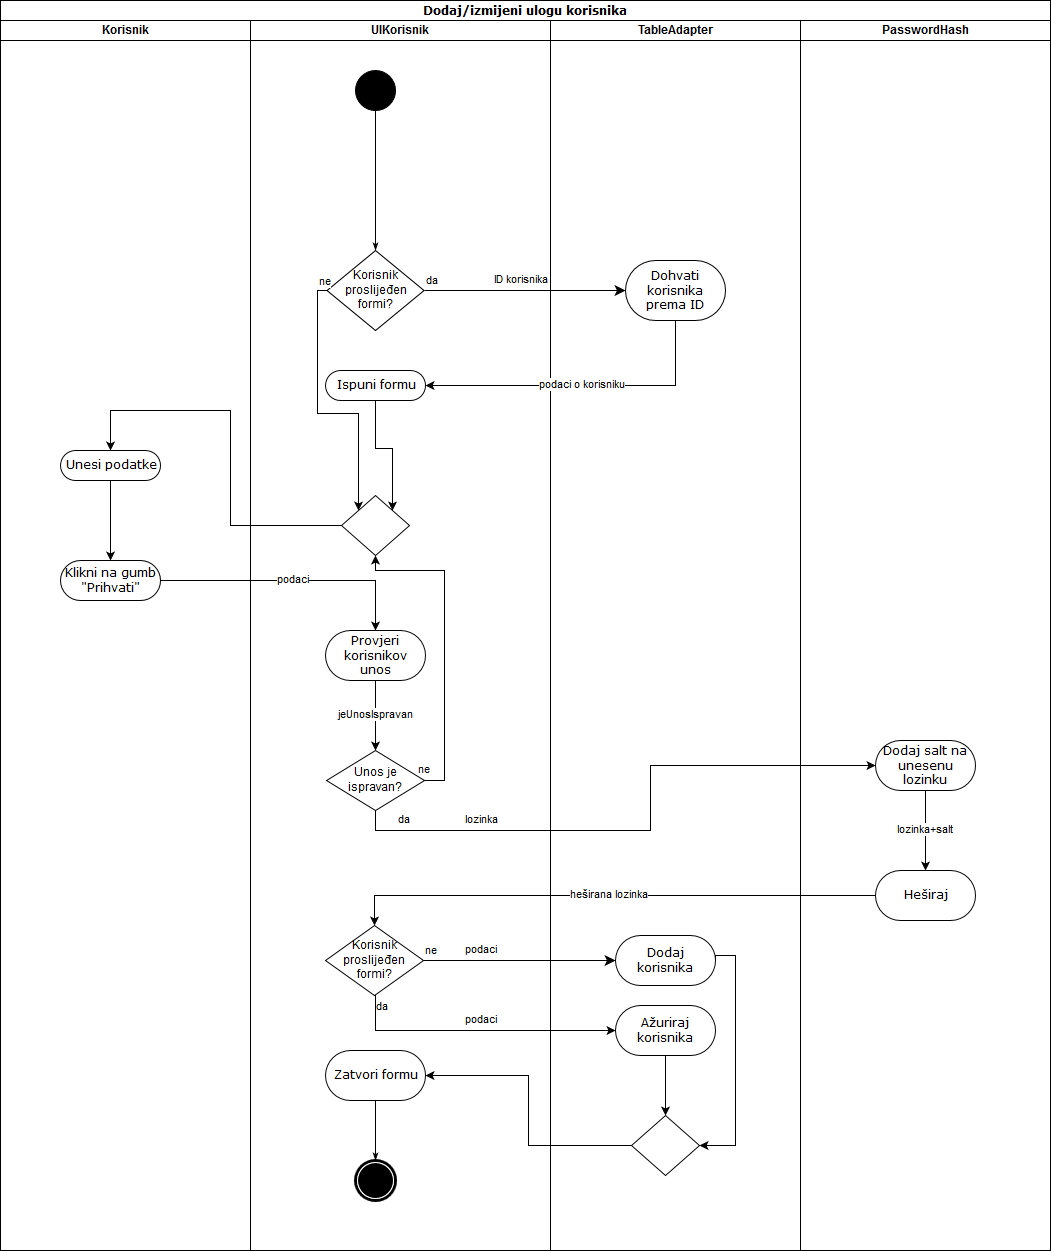 Dodaj/izmijeni ulogu korisnika
Korisnik
UIKorisnik
TableAdapter
PasswordHash
Korisnik
proslijeđen
formi?
ne
da
ID korisnika
Dohvati
korisnika
prema ID
Ispuni formu
podaci o korisniku
Unesi podatke
Klikni na gumb
"Prihvati"
podaci
Provjeri
korisnikov
unos
jeUnosIspravan
Unos je
ispravan?
ne
da
lozinka
Dodaj salt na
unesenu
lozinku
lozinka+salt
Heširaj
heširana lozinka
Korisnik
proslijeđen
formi?
ne
podaci
Dodaj
korisnika
da
podaci
Ažuriraj
korisnika
Zatvori formu